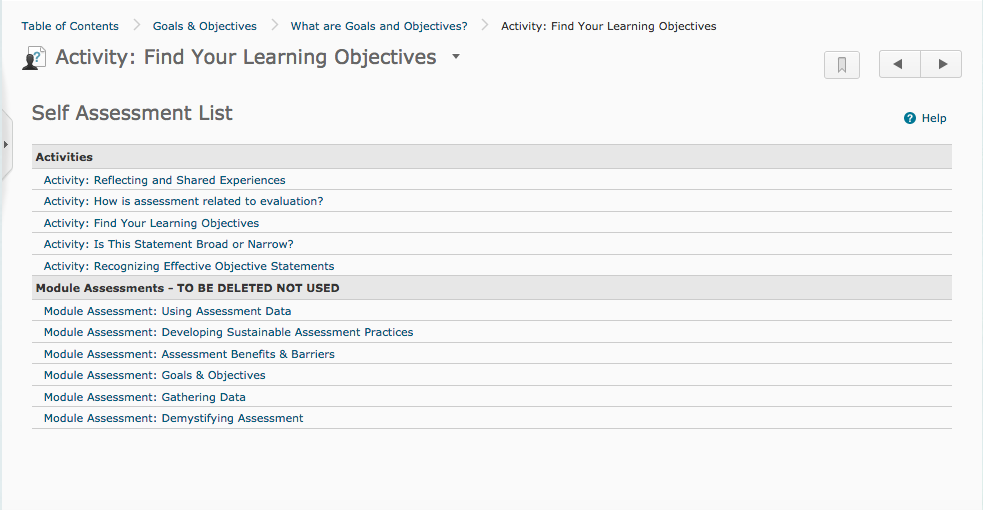 Table of Contents Goals & Objectives What are Goals and Objectives? Activity: Find Your Learning Objectives
Activity: Find Your Learning Objectives
Self Assessment List
Help
Activities
Activity: Reflecting and Shared Experiences
Activity: How is assessment related to evaluation?
Activity: Find Your Learning Objectives
Activity: Is This Statement Broad or Narrow?
Activity: Recognizing Effective Objective Statements
Module Assessments - TO BE DELETED NOT USED
Module Assessment: Using Assessment Data
Module Assessment: Developing Sustainable Assessment Practices
Module Assessment: Assessment Benefits & Barriers
Module Assessment: Goals & Objectives
Module Assessment: Gathering Data
Module Assessment: Demystifying Assessment